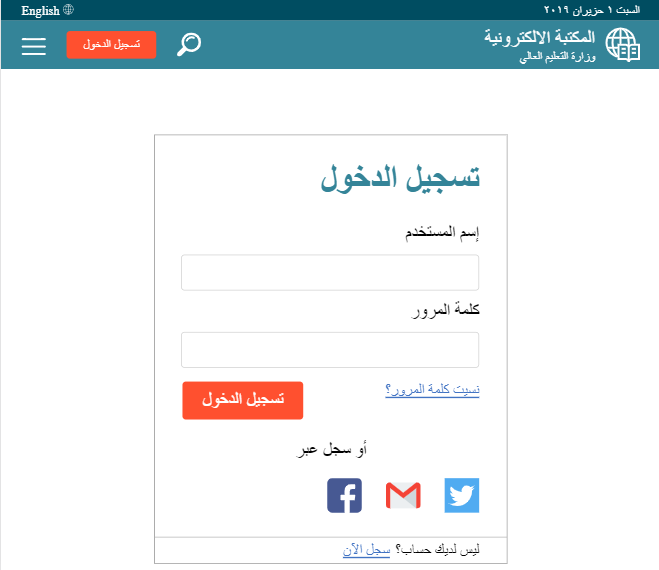 السبت ١ حزيران ٢٠١٩
English
المكتبة الالكترونية
وزارة التعليم العالي
تسجيل الدخول
تسجيل الدخول
إسم المستخدم
كلمة المرور
نسيت كلمة المرور؟
تسجيل الدخول
أو سجل عبر
ليس لديك حساب؟ سجل الآن